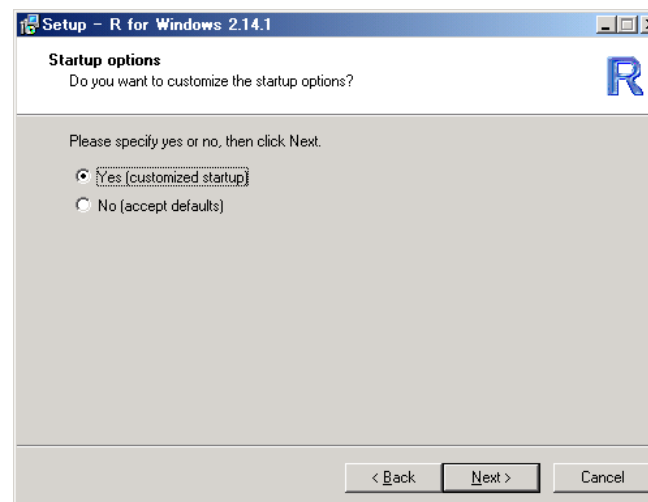 Setup - R for Windows 2.14.1
Startup options
Do you want to customize the startup options?
R
Please specify yes or no, then click Next.
Yes (customized startup)
No (accept defaults)
< Back Next > Cancel